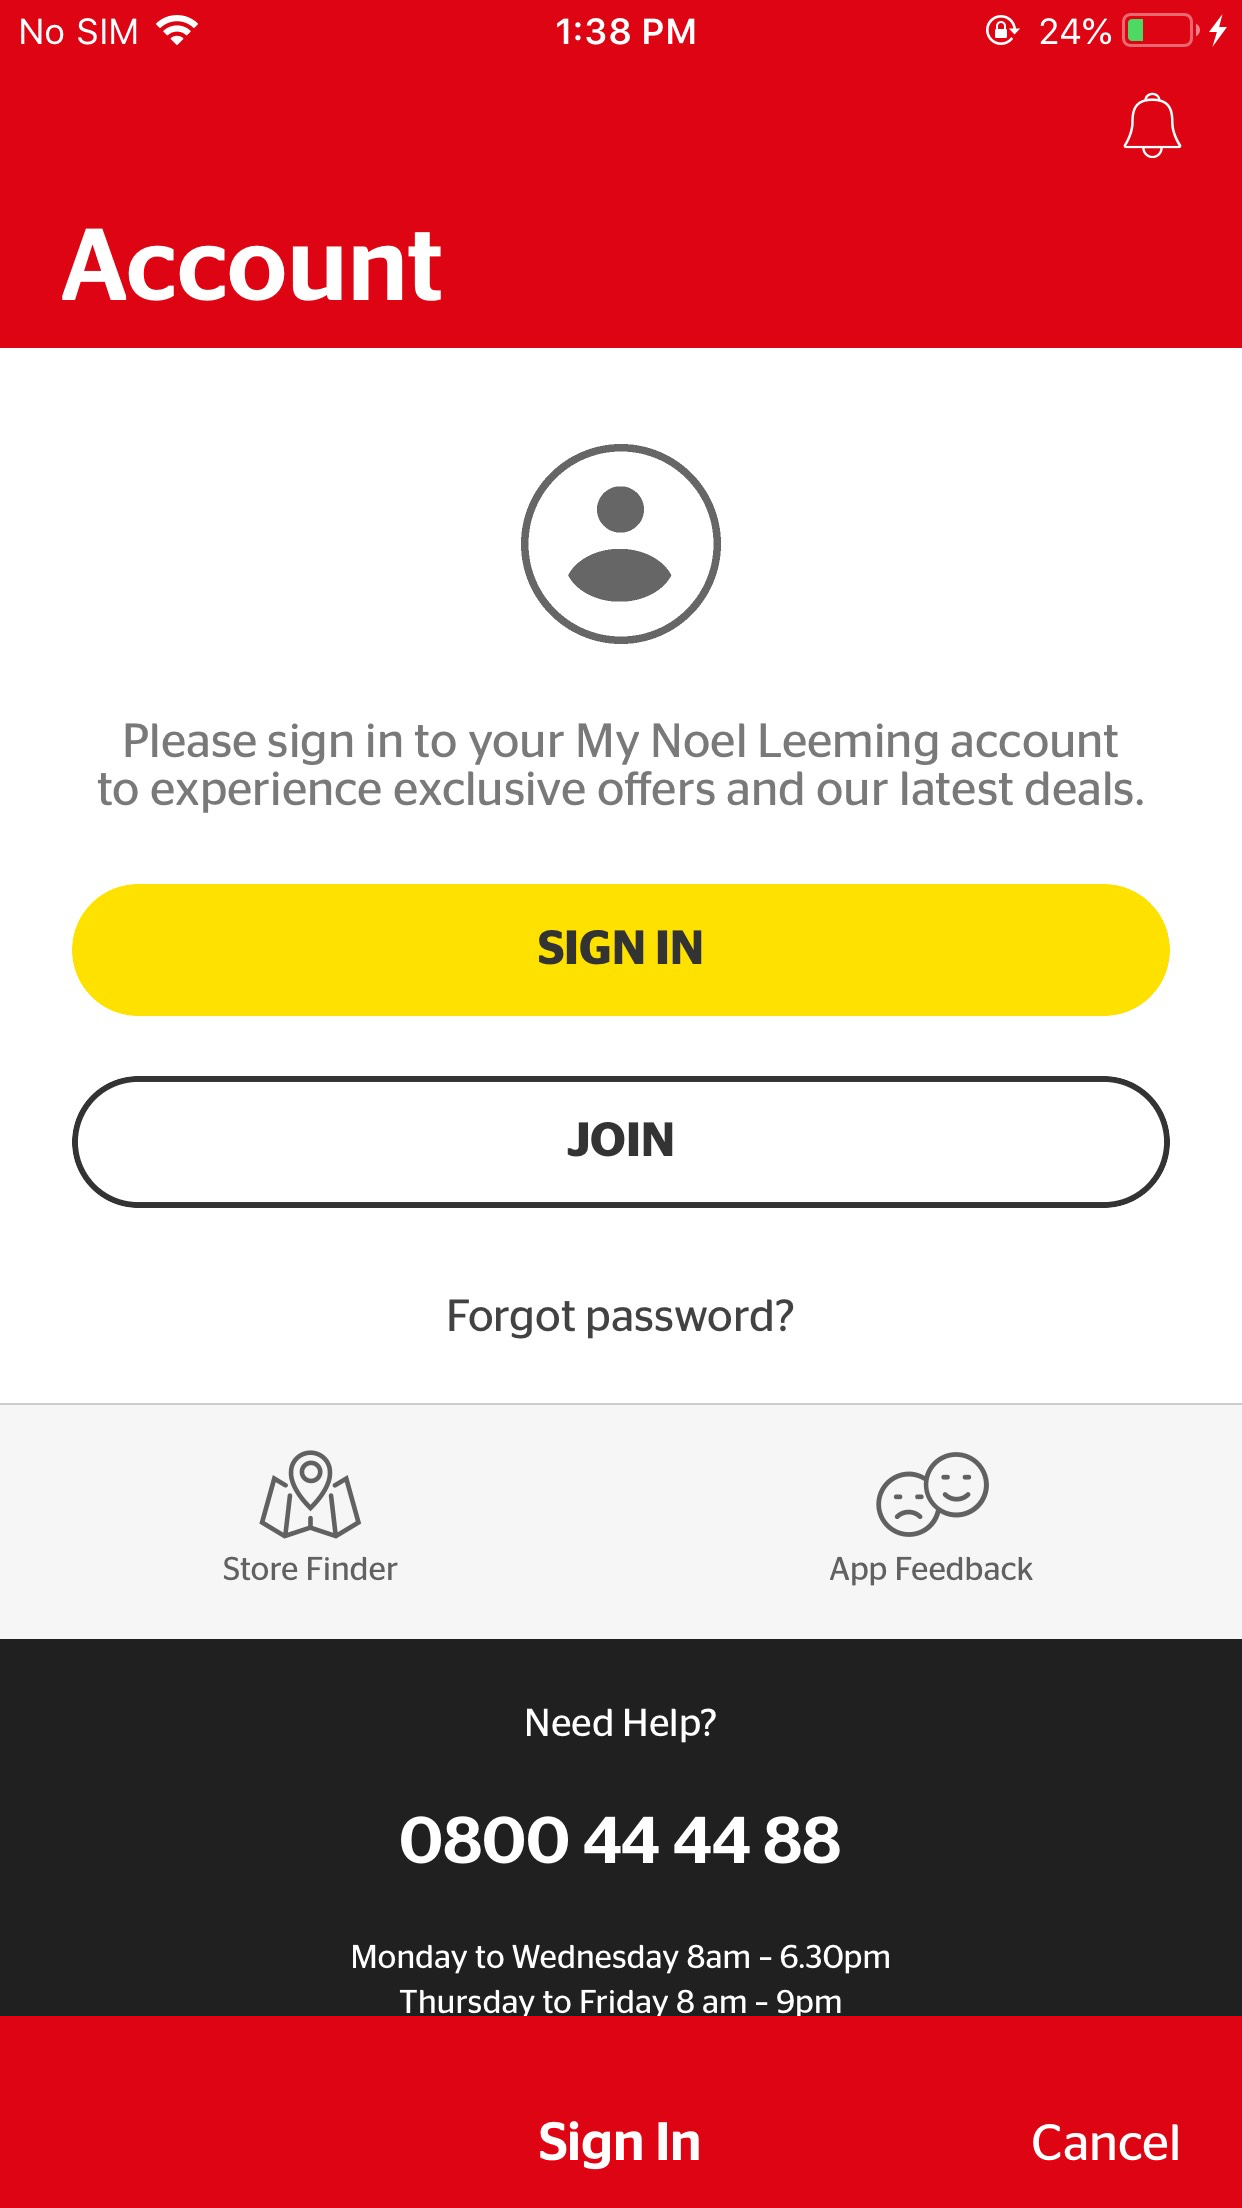 No SIM 1:38 PM 24%
Account
Please sign in to your My Noel Leeming account
to experience exclusive offers and our latest deals.
SIGN IN
JOIN
Forgot password?
Store Finder App Feedback
Need Help?
0800 44 44 88
Monday to Wednesday 8am – 6.30pm
Thursday to Friday 8 am – 9pm
Sign In Cancel